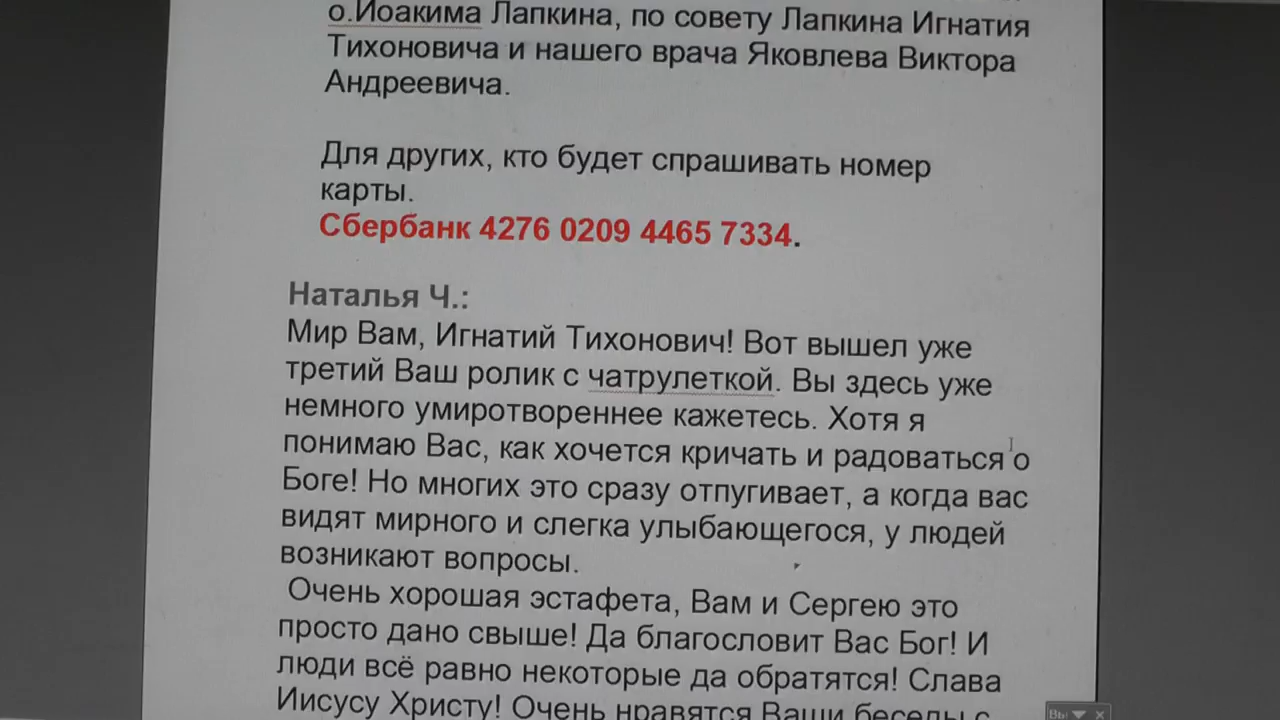 о.Иоакима Лапкина, по совету Лапкина Игнатия
Тихоновича и нашего врача Яковлева Виктора
Андреевича.
Для других, кто будет спрашивать номер
карты.
Сбербанк 4276 0209 4465 7334.
Наталья Ч.:
Мир Вам, Игнатий Тихонович! Вот вышел уже
третий Ваш ролик с чатрулеткой. Вы здесь уже
немного умиротвореннее кажетесь. Хотя я
понимаю Вас, как хочется кричать и радоваться о
Боге! Но многих это сразу отпугивает, а когда вас
видят мирного и слегка улыбающегося, у людей
возникают вопросы.
Очень хорошая эстафета, Вам и Сергею это
просто дано свыше! Да благословит Вас Бог! И
люди всё равно некоторые да обратятся! Слава
Иисусу Христу! Очень нравятся Ваши беседы с